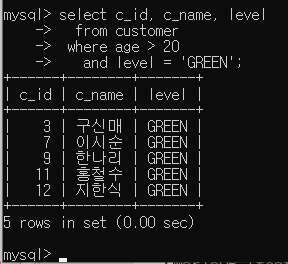 mysql> select c_id, c_name, level
    ->   from customer
    ->  where age > 20
    ->    and level = 'GREEN';
+------+--------+-------+
| c_id | c_name | level |
+------+--------+-------+
|    3 | 구신매 | GREEN |
|    7 | 이시순 | GREEN |
|    9 | 한나리 | GREEN |
|   11 | 홍철수 | GREEN |
|   12 | 지한식 | GREEN |
+------+--------+-------+
5 rows in set (0.00 sec)
mysql>